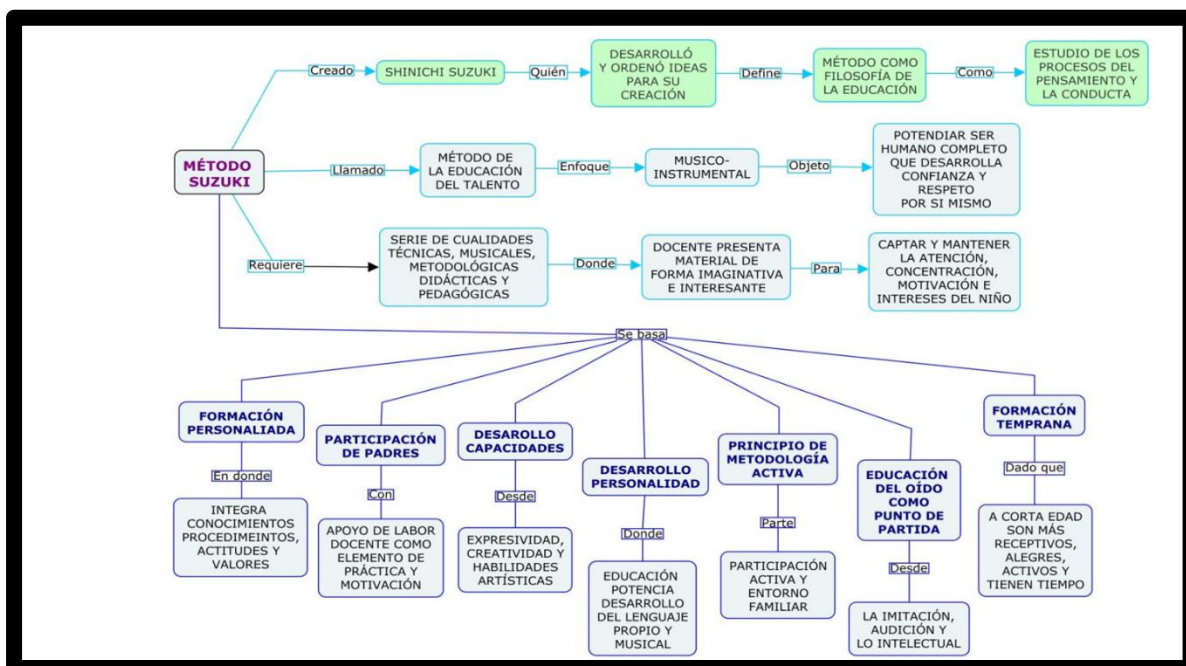 Creado
SHINICHI SUZUKI
Quién
DESARROLLÓ
Y ORDENÓ IDEAS
PARA SU
CREACIÓN
Define
MÉTODO COMO
FILOSOFÍA DE
LA EDUCACIÓN
Como
ESTUDIO DE LOS
PROCESOS DEL
PENSAMIENTO Y
LA CONDUCTA
MÉTODO
SUZUKI
Llamado
MÉTODO DE
LA EDUCACIÓN
DEL TALENTO
Enfoque
MUSICO-
INSTRUMENTAL
Objeto
POTENDIAR SER
HUMANO COMPLETO
QUE DESARROLLA
CONFIANZA Y
RESPETO
POR SI MISMO
Requiere
SERIE DE CUALIDADES
TÉCNICAS, MUSICALES,
METODOLÓGICAS
DIDÁCTICAS Y
PEDAGÓGICAS
Donde
DOCENTE PRESENTA
MATERIAL DE
FORMA IMAGINATIVA
E INTERESANTE
Para
CAPTAR Y MANTENER
LA ATENCIÓN,
CONCENTRACIÓN,
MOTIVACIÓN E
INTERESES DEL NIÑO
Se basa
FORMACIÓN
PERSONALIADA
En donde
INTEGRA
CONOCIMIENTOS
PROCEDIMEINTOS,
ACTITUDES Y
VALORES
PARTICIPACIÓN
DE PADRES
Con
APOYO DE LABOR
DOCENTE COMO
ELEMENTO DE
PRÁCTICA Y
MOTIVACIÓN
DESAROLLO
CAPACIDADES
Desde
EXPRESIVIDAD,
CREATIVIDAD Y
HABILIDADES
ARTÍSTICAS
DESARROLLO
PERSONALIDAD
Donde
EDUCACIÓN
POTENCIA
DESARROLLO
DEL LENGUAJE
PROPIO Y
MUSICAL
PRINCIPIO DE
METODOLOGÍA
ACTIVA
Parte
PARTICIPACIÓN
ACTIVA Y
ENTORNO
FAMILIAR
EDUCACIÓN
DEL OÍDO
COMO
PUNTO DE
PARTIDA
Desde
LA IMITACIÓN,
AUDICIÓN Y
LO INTELECTUAL
FORMACIÓN
TEMPRANA
Dado que
A CORTA EDAD
SON MÁS
RECEPTIVOS,
ALEGRES,
ACTIVOS Y
TIENEN TIEMPO